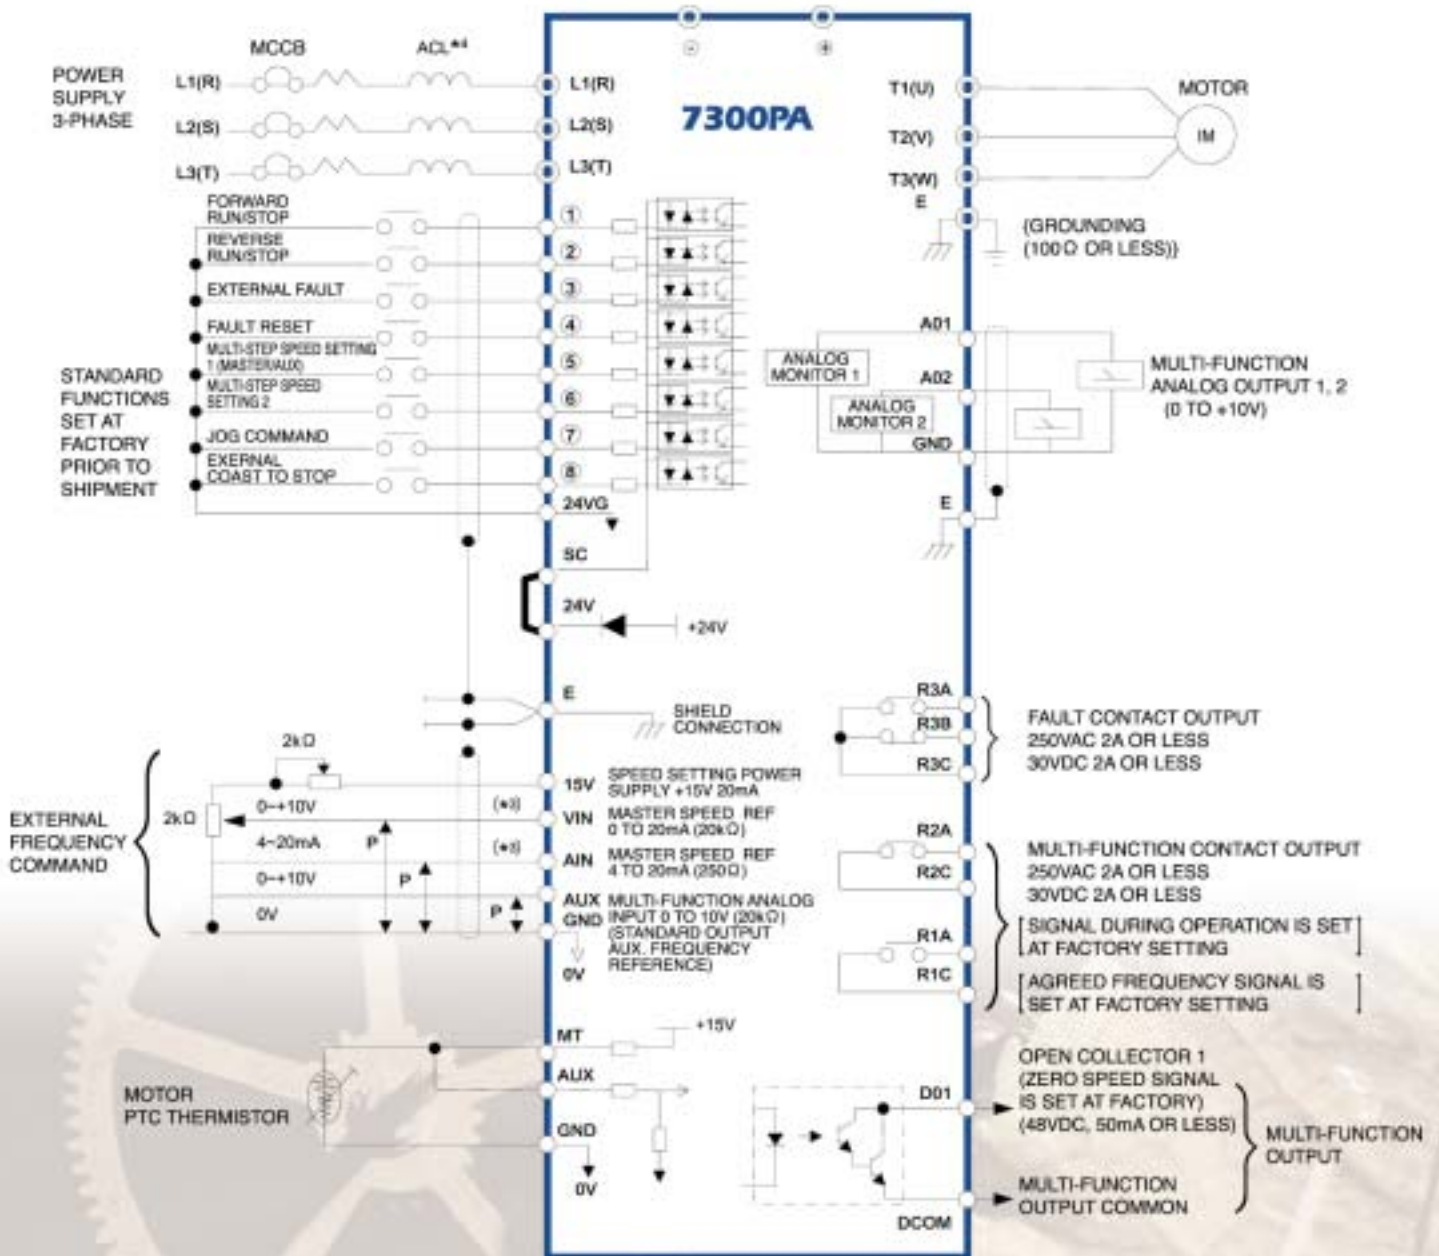 ⊖
⊕
7300PA
POWER
SUPPLY
3-PHASE
MCCB
ACL*4
L1(R)
L2(S)
L3(T)
L1(R)
L2(S)
L3(T)
FORWARD
RUN/STOP
REVERSE
RUN/STOP
EXTERNAL FAULT
FAULT RESET
MULTI-STEP SPEED SETTING
1 (MASTER/AUX)
MULTI-STEP SPEED
SETTING 2
JOG COMMAND
EXERNAL
COAST TO STOP
STANDARD
FUNCTIONS
SET AT
FACTORY
PRIOR TO
SHIPMENT
①
②
③
④
⑤
⑥
⑦
⑧
24VG
SC
24V
+24V
E
SHIELD
CONNECTION
EXTERNAL
FREQUENCY
COMMAND
2kΩ
2kΩ
0~+10V
4~20mA
0~+10V
0V
(*3)
(*3)
P
P
P
15V
VIN
AIN
AUX
GND
0V
SPEED SETTING POWER
SUPPLY +15V 20mA
MASTER SPEED REF
0 TO 20mA (20kΩ)
MASTER SPEED REF
4 TO 20mA (250Ω)
MULTI-FUNCTION ANALOG
INPUT 0 TO 10V (20kΩ)
(STANDARD OUTPUT
AUX. FREQUENCY
REFERENCE)
MOTOR
PTC THERMISTOR
MT
AUX
GND
+15V
0V
T1(U)
T2(V)
T3(W)
E
MOTOR
IM
{GROUNDING
(100Ω OR LESS)}
A01
A02
GND
E
ANALOG
MONITOR 1
ANALOG
MONITOR 2
MULTI-FUNCTION
ANALOG OUTPUT 1, 2
(0 TO +10V)
R3A
R3B
R3C
FAULT CONTACT OUTPUT
250VAC 2A OR LESS
30VDC 2A OR LESS
R2A
R2C
R1A
R1C
MULTI-FUNCTION CONTACT OUTPUT
250VAC 2A OR LESS
30VDC 2A OR LESS
[SIGNAL DURING OPERATION IS SET
AT FACTORY SETTING]
[AGREED FREQUENCY SIGNAL IS
SET AT FACTORY SETTING]
D01
DCOM
OPEN COLLECTOR 1
(ZERO SPEED SIGNAL
IS SET AT FACTORY)
(48VDC, 50mA OR LESS)
MULTI-FUNCTION
OUTPUT COMMON
MULTI-FUNCTION
OUTPUT